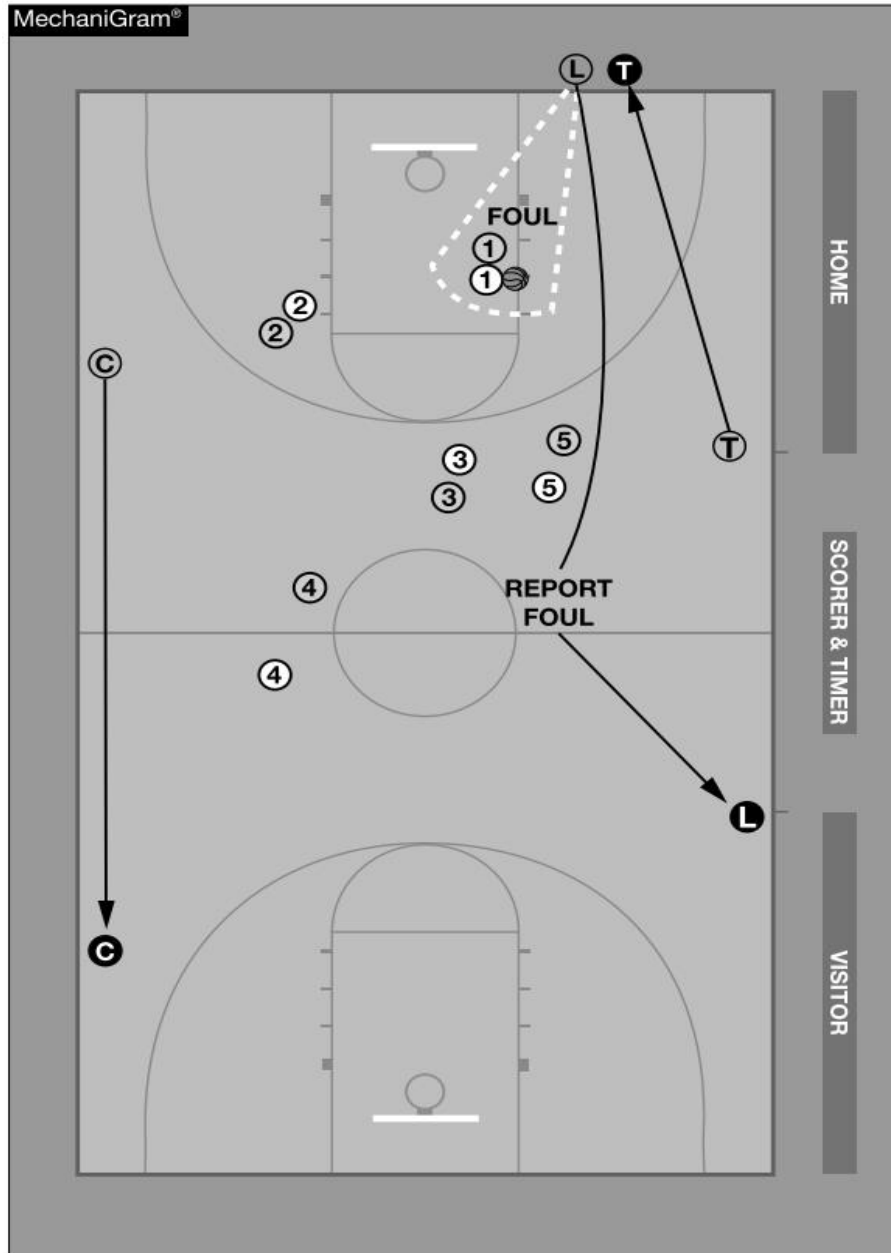 MechaniGram®
L T
FOUL
1
1
2
2
C
HOME
5
T
3
5
3
4
REPORT
FOUL
SCORER & TIMER
4
L
C
VISITOR